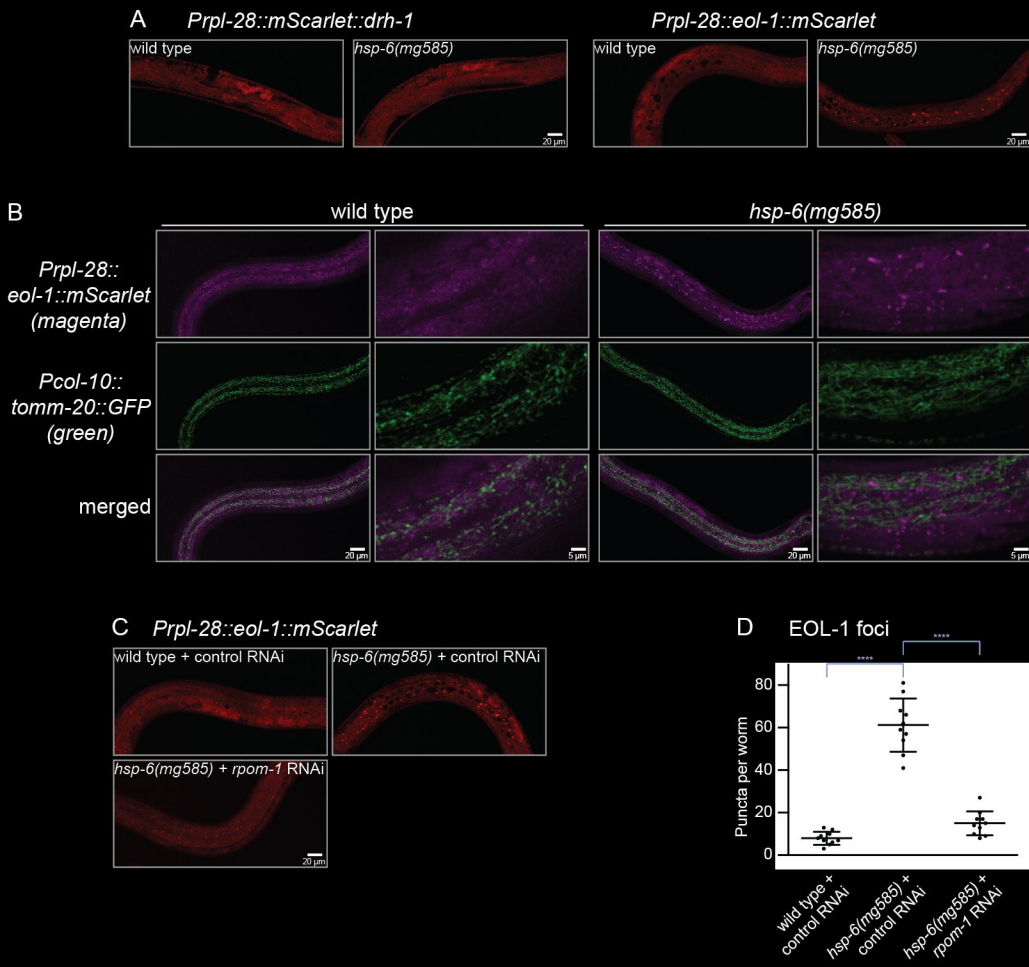 A
Prpl-28::mScarlet::drh-1
Prpl-28::eol-1::mScarlet
wild type
hsp-6(mg585)
20 µm
wild type
hsp-6(mg585)
20 µm
B
wild type
hsp-6(mg585)
Prpl-28::
eol-1::mScarlet
(magenta)
Pcol-10::
tomm-20::GFP
(green)
merged
20 µm
5 µm
20 µm
5 µm
C
Prpl-28::eol-1::mScarlet
wild type + control RNAi
hsp-6(mg585) + control RNAi
hsp-6(mg585) + rpom-1 RNAi
20 µm
D
EOL-1 foci
****
****
Puncta per worm
80
60
40
20
0
wild type +
control RNAi
hsp-6(mg585) +
control RNAi
hsp-6(mg585) +
rpom-1 RNAi